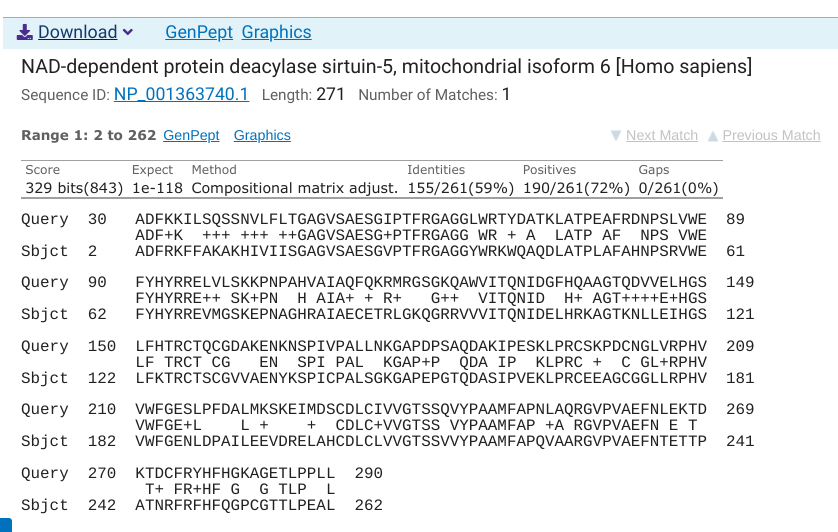 Download GenPept Graphics
NAD-dependent protein deacylase sirtuin-5, mitochondrial isoform 6 [Homo sapiens]
Sequence ID: NP_001363740.1 Length: 271 Number of Matches: 1
Range 1: 2 to 262 GenPept Graphics Next Match Previous Match
Score Expect Method Identities Positives Gaps
329 bits(843) 1e-118 Compositional matrix adjust. 155/261(59%) 190/261(72%) 0/261(0%)
Query  30   ADFKKILSQSSNVLFLTGAGVSAESGIPTFRGAGGLWRTYDATKLATPEAFRDNPSLVWE  89
            ADF+K   +++ +++ ++GAGVSAESG+PTFRGAGG WR + A  LATP AF  NPS VWE
Sbjct  2    ADFRKFFAKAKHIVIISGAGVSAESGVPTFRGAGGYWRKWQAQDLATPLAFAHNPSRVWE  61
Query  90   FYHYRRELVLSKKPNPAHVAIAQFQKRMRGSGKQAWVITQNIDGFHQAAGTQDVVELHGS  149
            FYHYRRE++ SK+PN  H AIA+ + R+   G++  VITQNID  H+ AGT++++E+HGS
Sbjct  62   FYHYRREVMGSKEPNAGHRAIAECETRLGKQGRRVVVITQNIDELHRKAGTKNLLEIHGS  121
Query  150  LFHTRCTQCGDAKENKNSPIVPALLNKGAPDPSAQDAKIPESKLPRCSKPDCNGLVRPHV  209
            LF TRCT CG   EN  SPI PAL  KGAP+P  QDA IP  KLPRC +  C GL+RPHV
Sbjct  122  LFKTRCTSCGVVAENYKSPICPALSGKGAPEPGTQDASIPVEKLPRCEEAGCGGLLRPHV  181
Query  210  VWFGESLPFDALMKSKEIMDSCDLCIVVGTSSQVYPAAMFAPNLAQRGVPVAEFNLEKTD  269
            VWFGE+L    L +    +  CDLC+VVGTSS VYPAAMFAP +A RGVPVAEFN E T
Sbjct  182  VWFGENLDPAILEEVDRELAHCDLCLVVGTSSVVYPAAMFAPQVAARGVPVAEFNTETTP  241
Query  270  KTDCFRYHFHGKAGETLPPLL  290
             T+ FR+HF G  G TLP  L
Sbjct  242  ATNRFRFHFQGPCGTTLPEAL  262